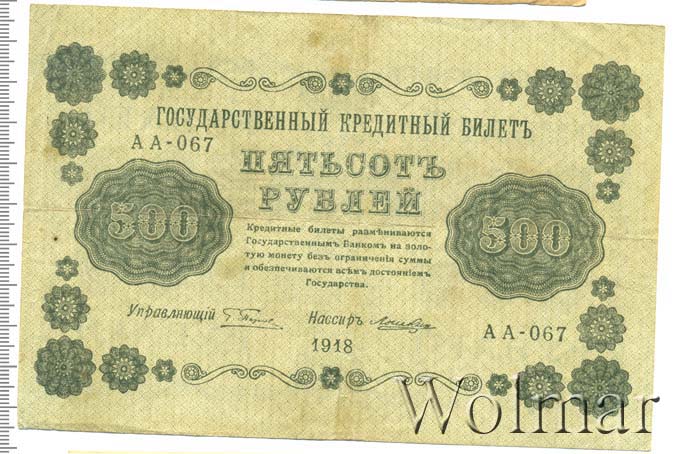 ГОСУДАРСТВЕННЫЙ КРЕДИТНЫЙ БИЛЕТЪ
АА-067
ПЯТЬСОТЪ
РУБЛЕЙ
500
500
Кредитные билеты размѣниваются
Государственнымъ Банкомъ на золо-
тую монету безъ ограниченія суммы
и обезпечиваются всѣмъ достояніемъ
Государства.
Управляющій
Кассиръ
АА-067
1918
Wolmar